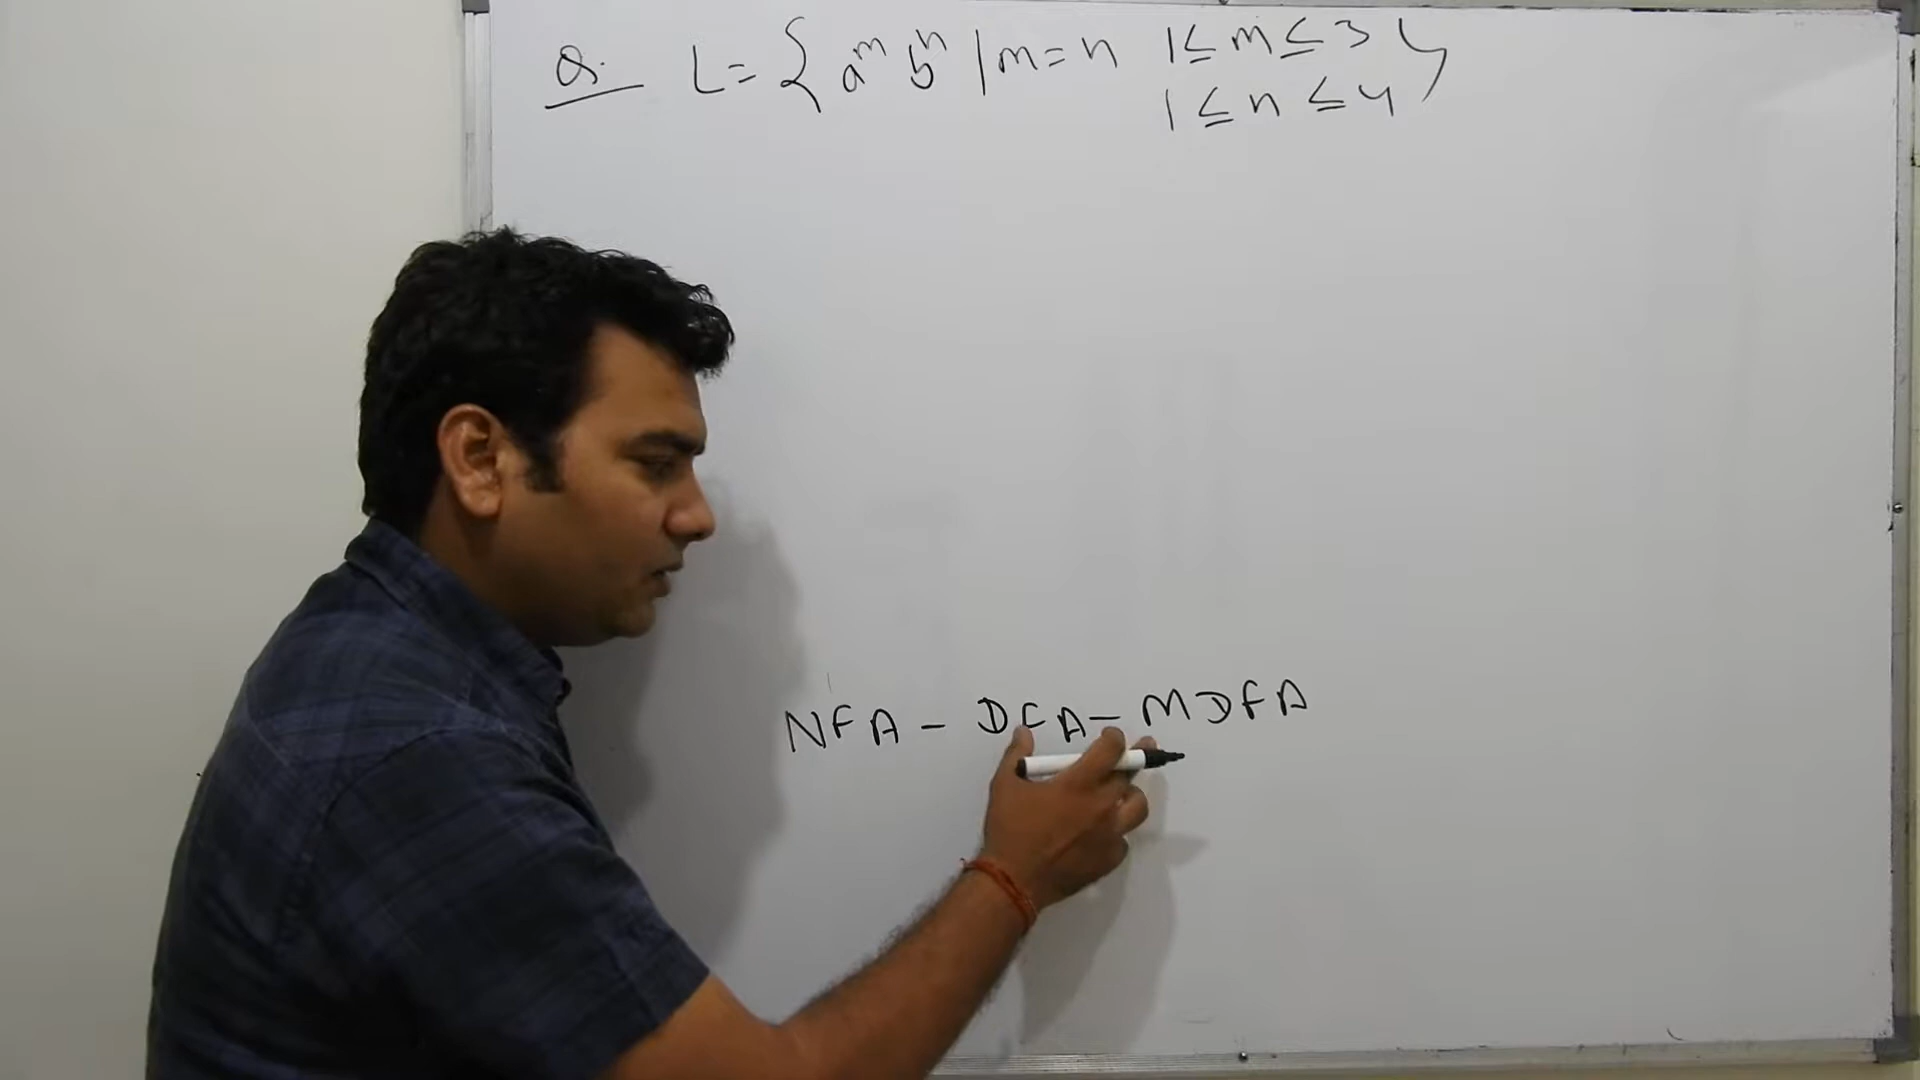 Q. L = { a^m b^n | m = n 1 ≤ m ≤ 3 }
1 ≤ n ≤ 4
NFA - DFA - MDFA